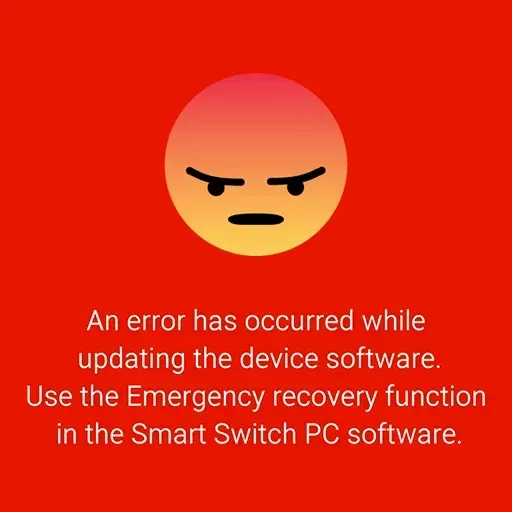 An error has occurred while
updating the device software.
Use the Emergency recovery function
in the Smart Switch PC software.